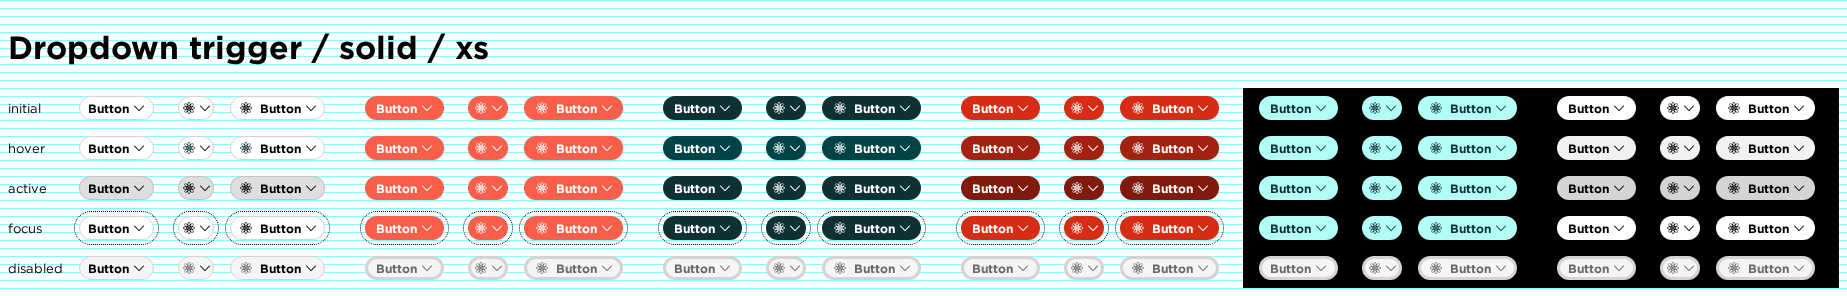 Dropdown trigger / solid / xs
initial Button Button Button Button Button Button Button Button Button Button Button Button
hover Button Button Button Button Button Button Button Button Button Button Button Button
active Button Button Button Button Button Button Button Button Button Button Button Button
focus Button Button Button Button Button Button Button Button Button Button Button Button
disabled Button Button Button Button Button Button Button Button Button Button Button Button